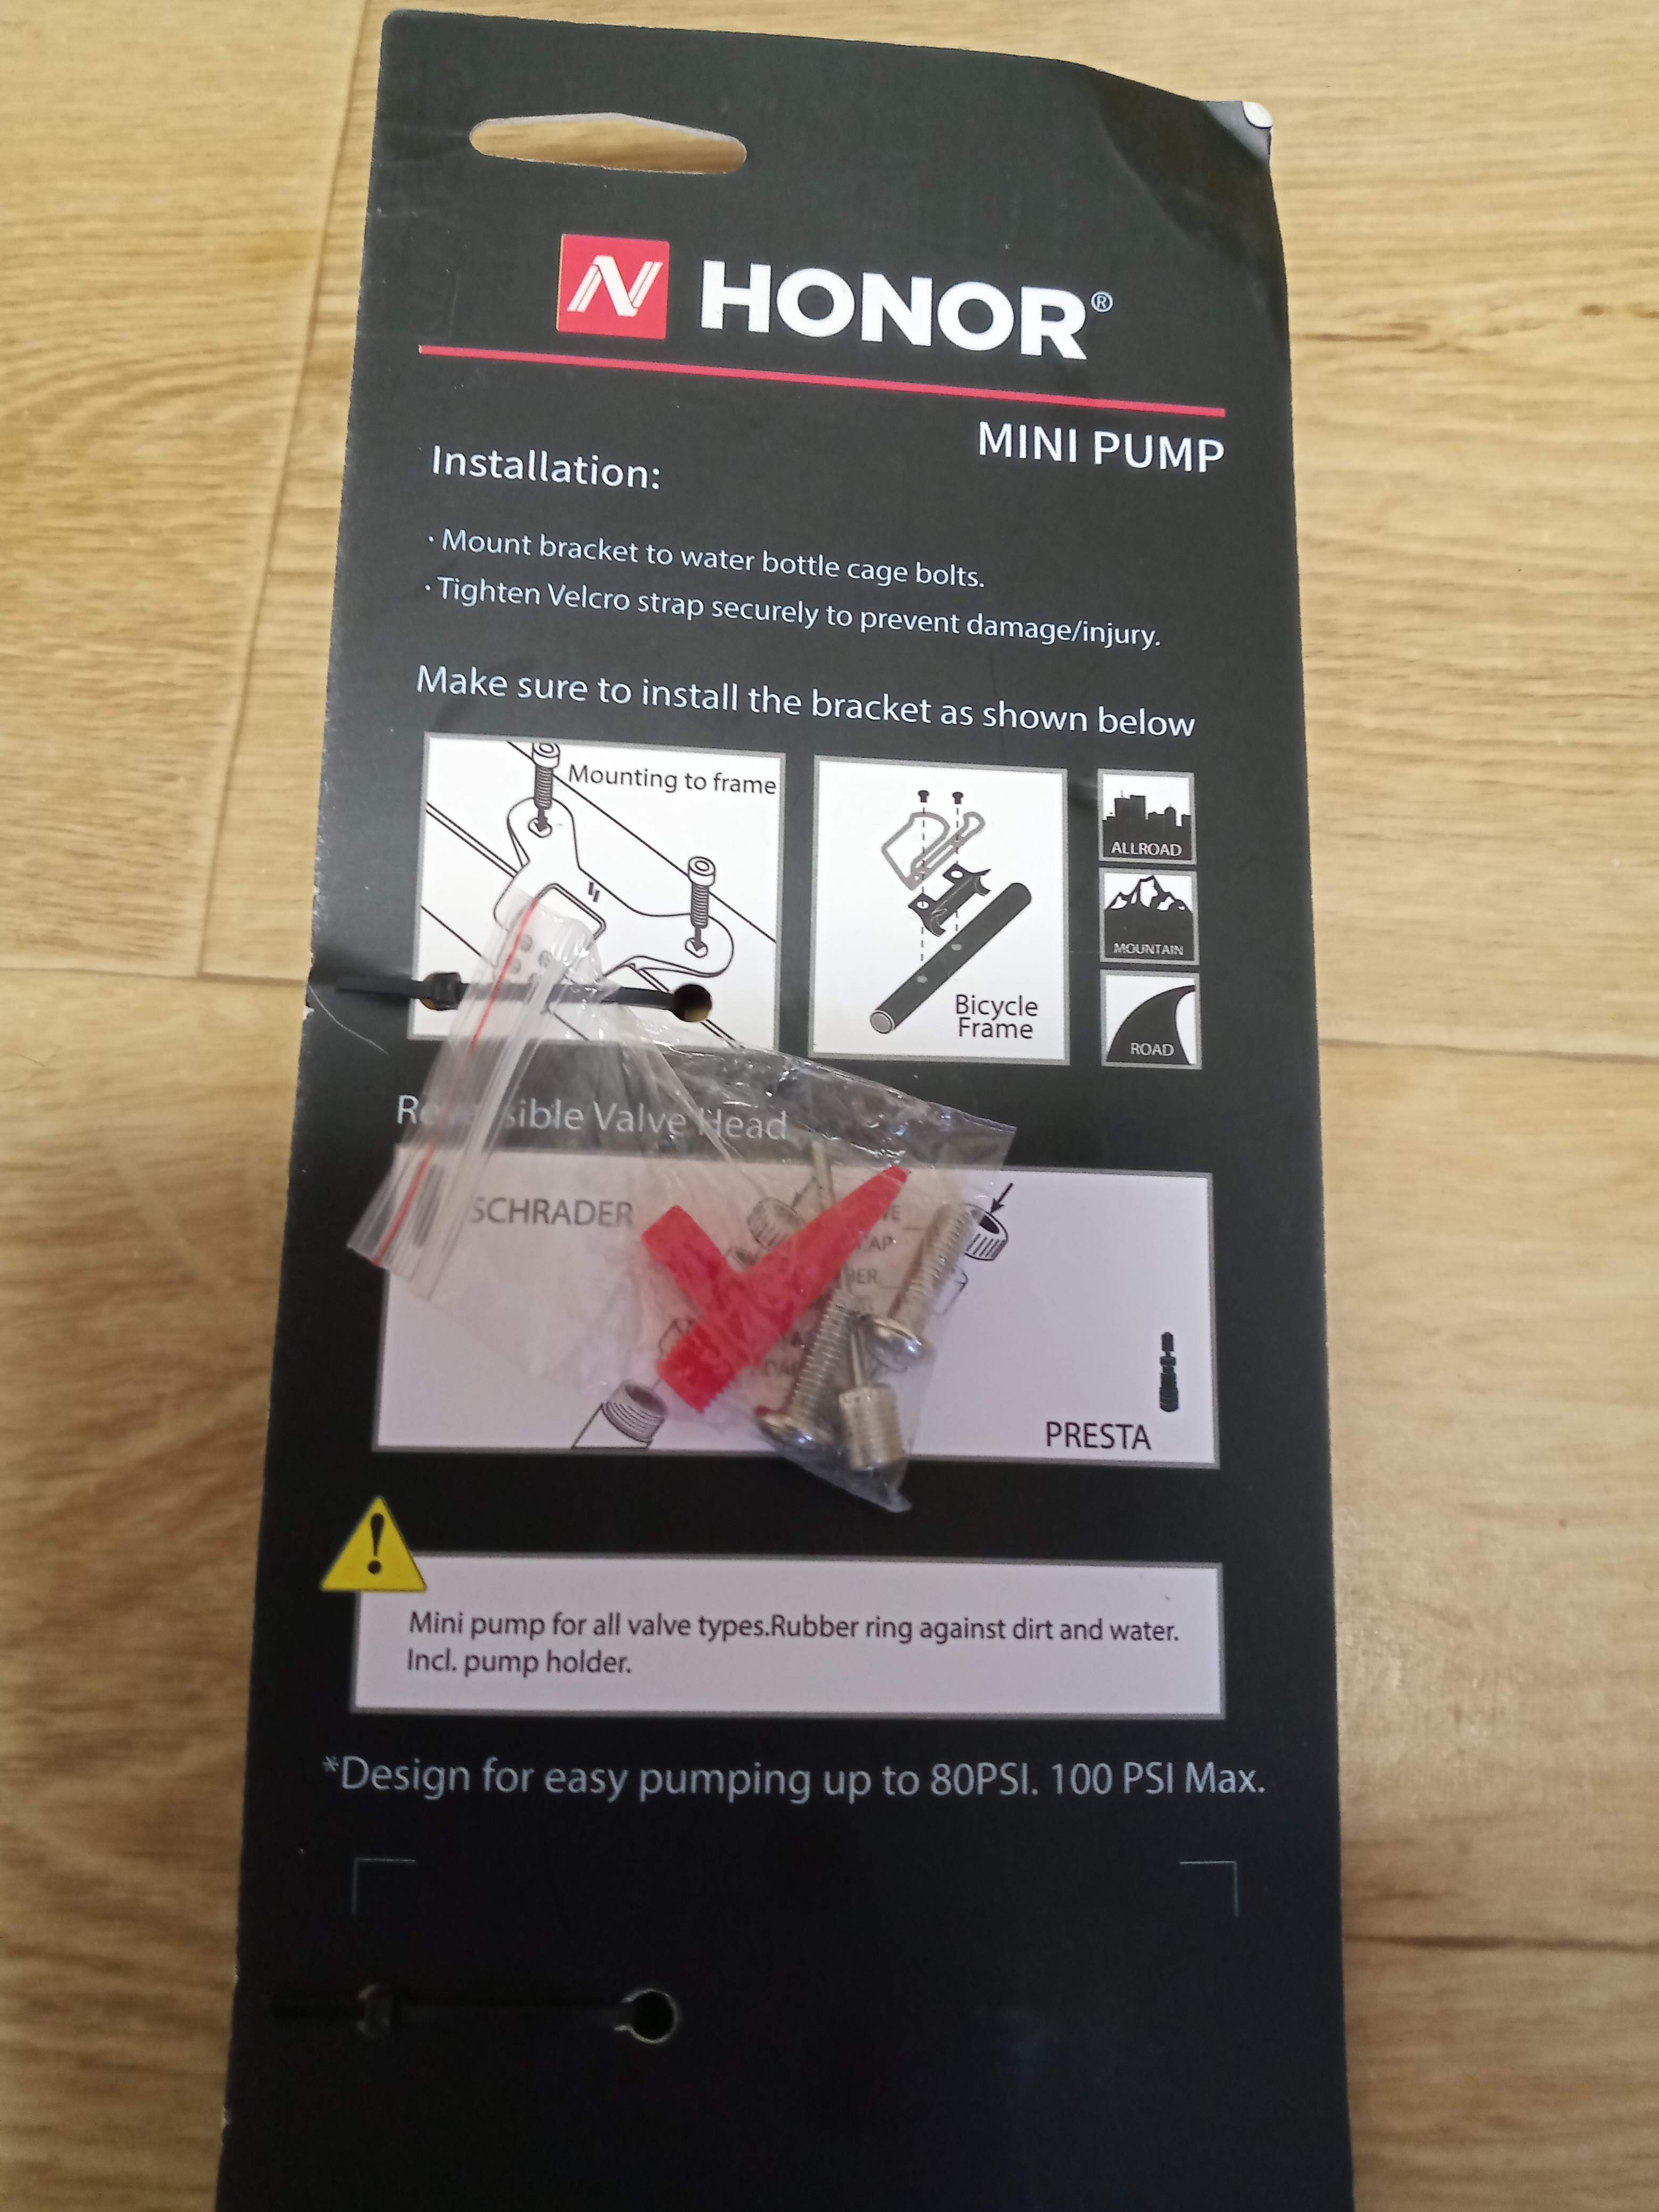 N HONOR®
MINI PUMP
Installation:
· Mount bracket to water bottle cage bolts.
· Tighten Velcro strap securely to prevent damage/injury.
Make sure to install the bracket as shown below
Mounting to frame
Bicycle
Frame
ALLROAD
MOUNTAIN
ROAD
Valve Head
SCHRADER
PRESTA
Mini pump for all valve types.Rubber ring against dirt and water.
Incl. pump holder.
*Design for easy pumping up to 80PSI. 100 PSI Max.